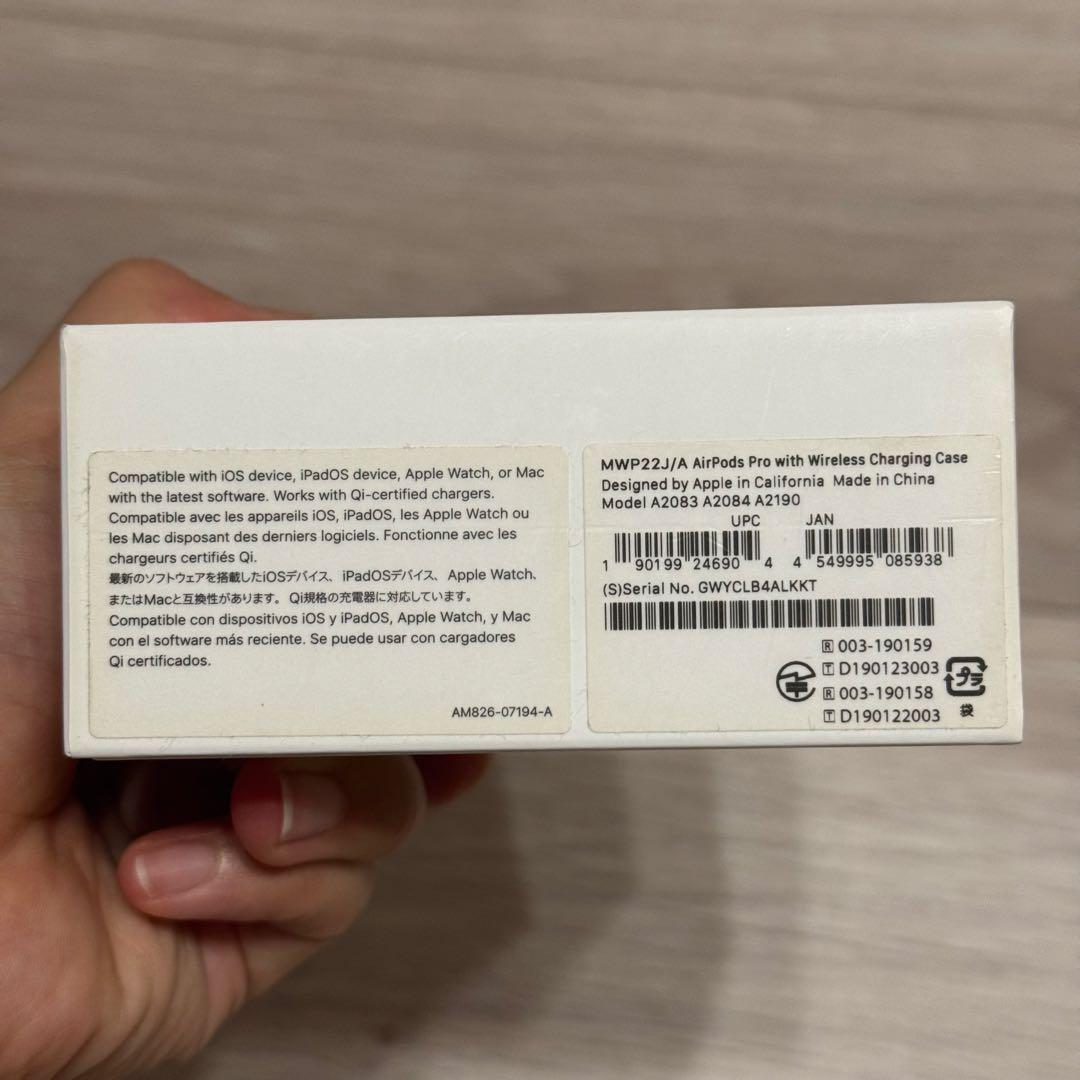 Compatible with iOS device, iPadOS device, Apple Watch, or Mac
with the latest software. Works with Qi-certified chargers.
Compatible avec les appareils iOS, iPadOS, les Apple Watch ou
les Mac disposant des derniers logiciels. Fonctionne avec les
chargeurs certifiés Qi.
最新のソフトウェアを搭載したiOSデバイス、iPadOSデバイス、Apple Watch、
またはMacと互換性があります。Qi規格の充電器に対応しています。
Compatible con dispositivos iOS y iPadOS, Apple Watch, y Mac
con el software más reciente. Se puede usar con cargadores
Qi certificados.
AM826-07194-A
MWP22J/A AirPods Pro with Wireless Charging Case
Designed by Apple in California Made in China
Model A2083 A2084 A2190
UPC JAN
1 90199 24690 4 4 549995 085938
(S)Serial No. GWYCLB4ALKKT
R 003-190159
T D190123003
R 003-190158
T D190122003
プラ
袋